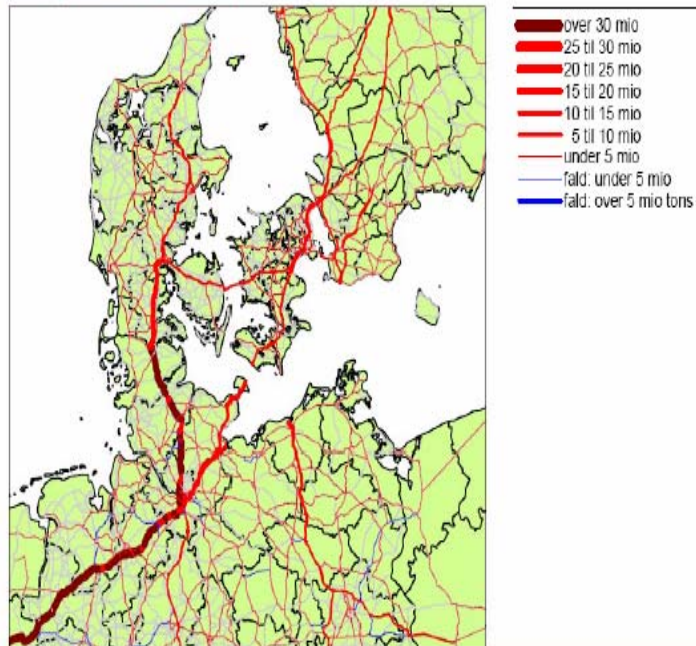 over 30 mio
25 til 30 mio
20 til 25 mio
15 til 20 mio
10 til 15 mio
5 til 10 mio
under 5 mio
fald: under 5 mio
fald: over 5 mio tons